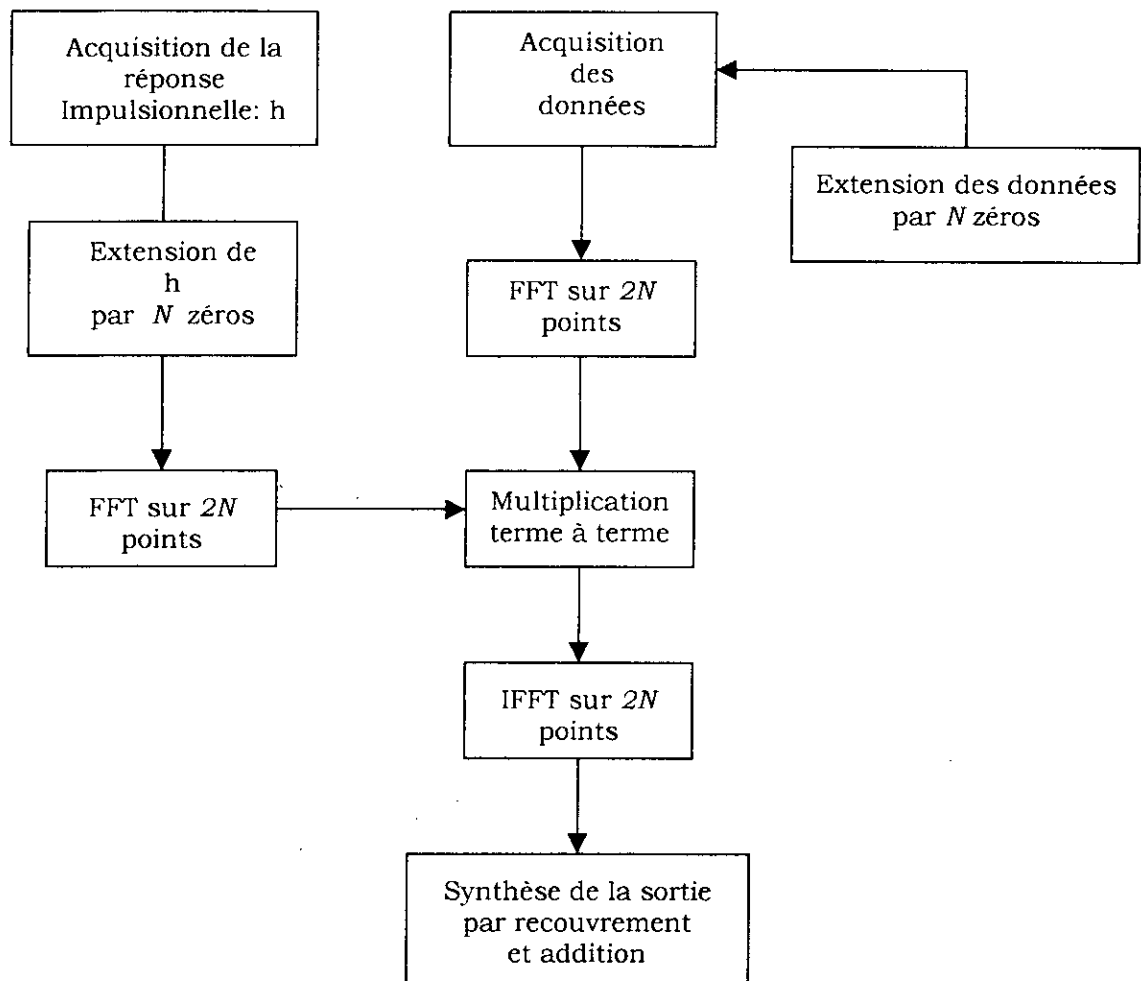 Acquisition de la
réponse
Impulsionnelle: h
Acquisition
des
données
Extension des données
par N zéros
Extension de
h
par N zéros
FFT sur 2N
points
FFT sur 2N
points
Multiplication
terme à terme
IFFT sur 2N
points
Synthèse de la sortie
par recouvrement
et addition